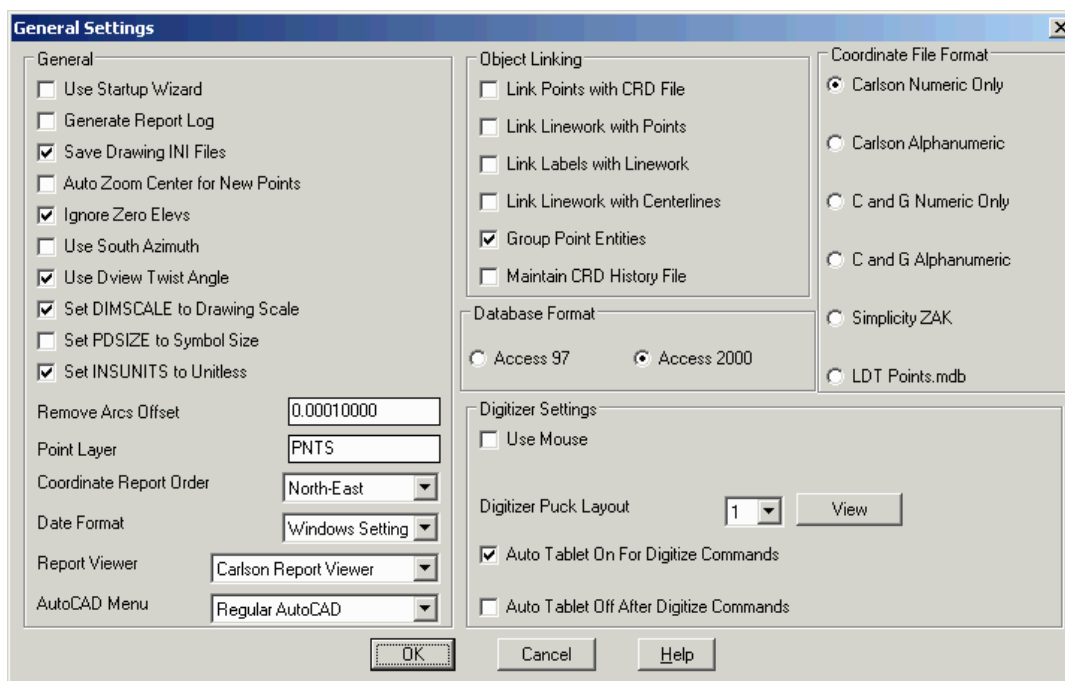 General Settings
General
Use Startup Wizard
Generate Report Log
Save Drawing INI Files
Auto Zoom Center for New Points
Ignore Zero Elevs
Use South Azimuth
Use Dview Twist Angle
Set DIMSCALE to Drawing Scale
Set PDSIZE to Symbol Size
Set INSUNITS to Unitless
Remove Arcs Offset 0.00010000
Point Layer PNTS
Coordinate Report Order North-East
Date Format Windows Setting
Report Viewer Carlson Report Viewer
AutoCAD Menu Regular AutoCAD
Object Linking
Link Points with CRD File
Link Linework with Points
Link Labels with Linework
Link Linework with Centerlines
Group Point Entities
Maintain CRD History File
Database Format
Access 97 Access 2000
Coordinate File Format
Carlson Numeric Only
Carlson Alphanumeric
C and G Numeric Only
C and G Alphanumeric
Simplicity ZAK
LDT Points.mdb
Digitizer Settings
Use Mouse
Digitizer Puck Layout 1 View
Auto Tablet On For Digitize Commands
Auto Tablet Off After Digitize Commands
OK Cancel Help